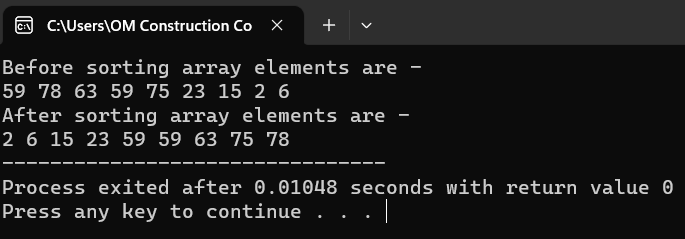 C:\Users\OM Construction Co
Before sorting array elements are -
59 78 63 59 75 23 15 2 6
After sorting array elements are -
2 6 15 23 59 59 63 75 78
--------------------------------
Process exited after 0.01048 seconds with return value 0
Press any key to continue . . .